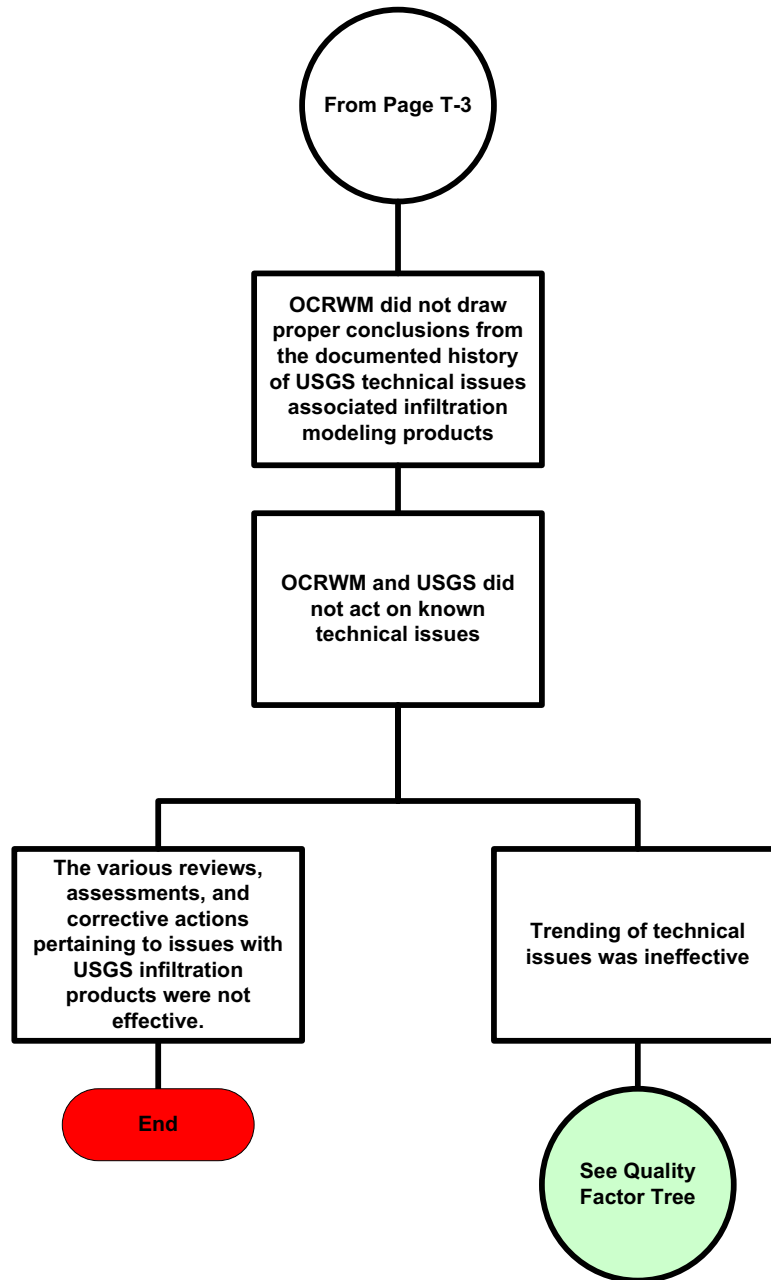 From Page T-3
OCRWM did not draw
proper conclusions from
the documented history
of USGS technical issues
associated infiltration
modeling products
OCRWM and USGS did
not act on known
technical issues
The various reviews,
assessments, and
corrective actions
pertaining to issues with
USGS infiltration
products were not
effective.
Trending of technical
issues was ineffective
End
See Quality
Factor Tree